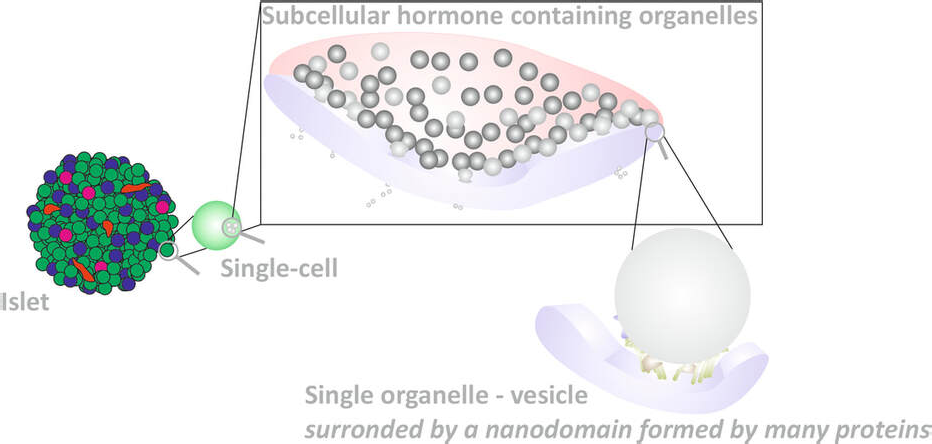 Subcellular hormone containing organelles
Single-cell
Islet
Single organelle - vesicle
surronded by a nanodomain formed by many proteins